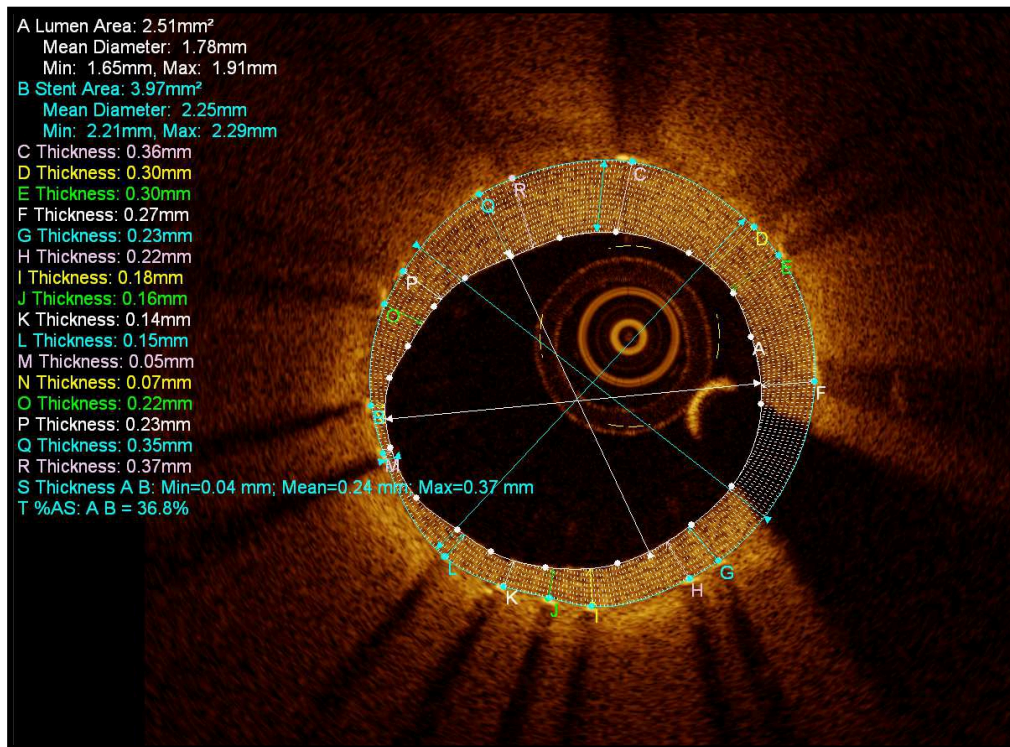 A Lumen Area: 2.51mm²
Mean Diameter: 1.78mm
Min: 1.65mm, Max: 1.91mm
B Stent Area: 3.97mm²
Mean Diameter: 2.25mm
Min: 2.21mm, Max: 2.29mm
C Thickness: 0.36mm
D Thickness: 0.30mm
E Thickness: 0.30mm
F Thickness: 0.27mm
G Thickness: 0.23mm
H Thickness: 0.22mm
I Thickness: 0.18mm
J Thickness: 0.16mm
K Thickness: 0.14mm
L Thickness: 0.15mm
M Thickness: 0.05mm
N Thickness: 0.07mm
O Thickness: 0.22mm
P Thickness: 0.23mm
Q Thickness: 0.35mm
R Thickness: 0.37mm
S Thickness A B: Min=0.04 mm; Mean=0.24 mm; Max=0.37 mm
T %AS: A B = 36.8%
C
R
Q
D
E
P
O
A
F
N
M
L
K
J
I
H
G